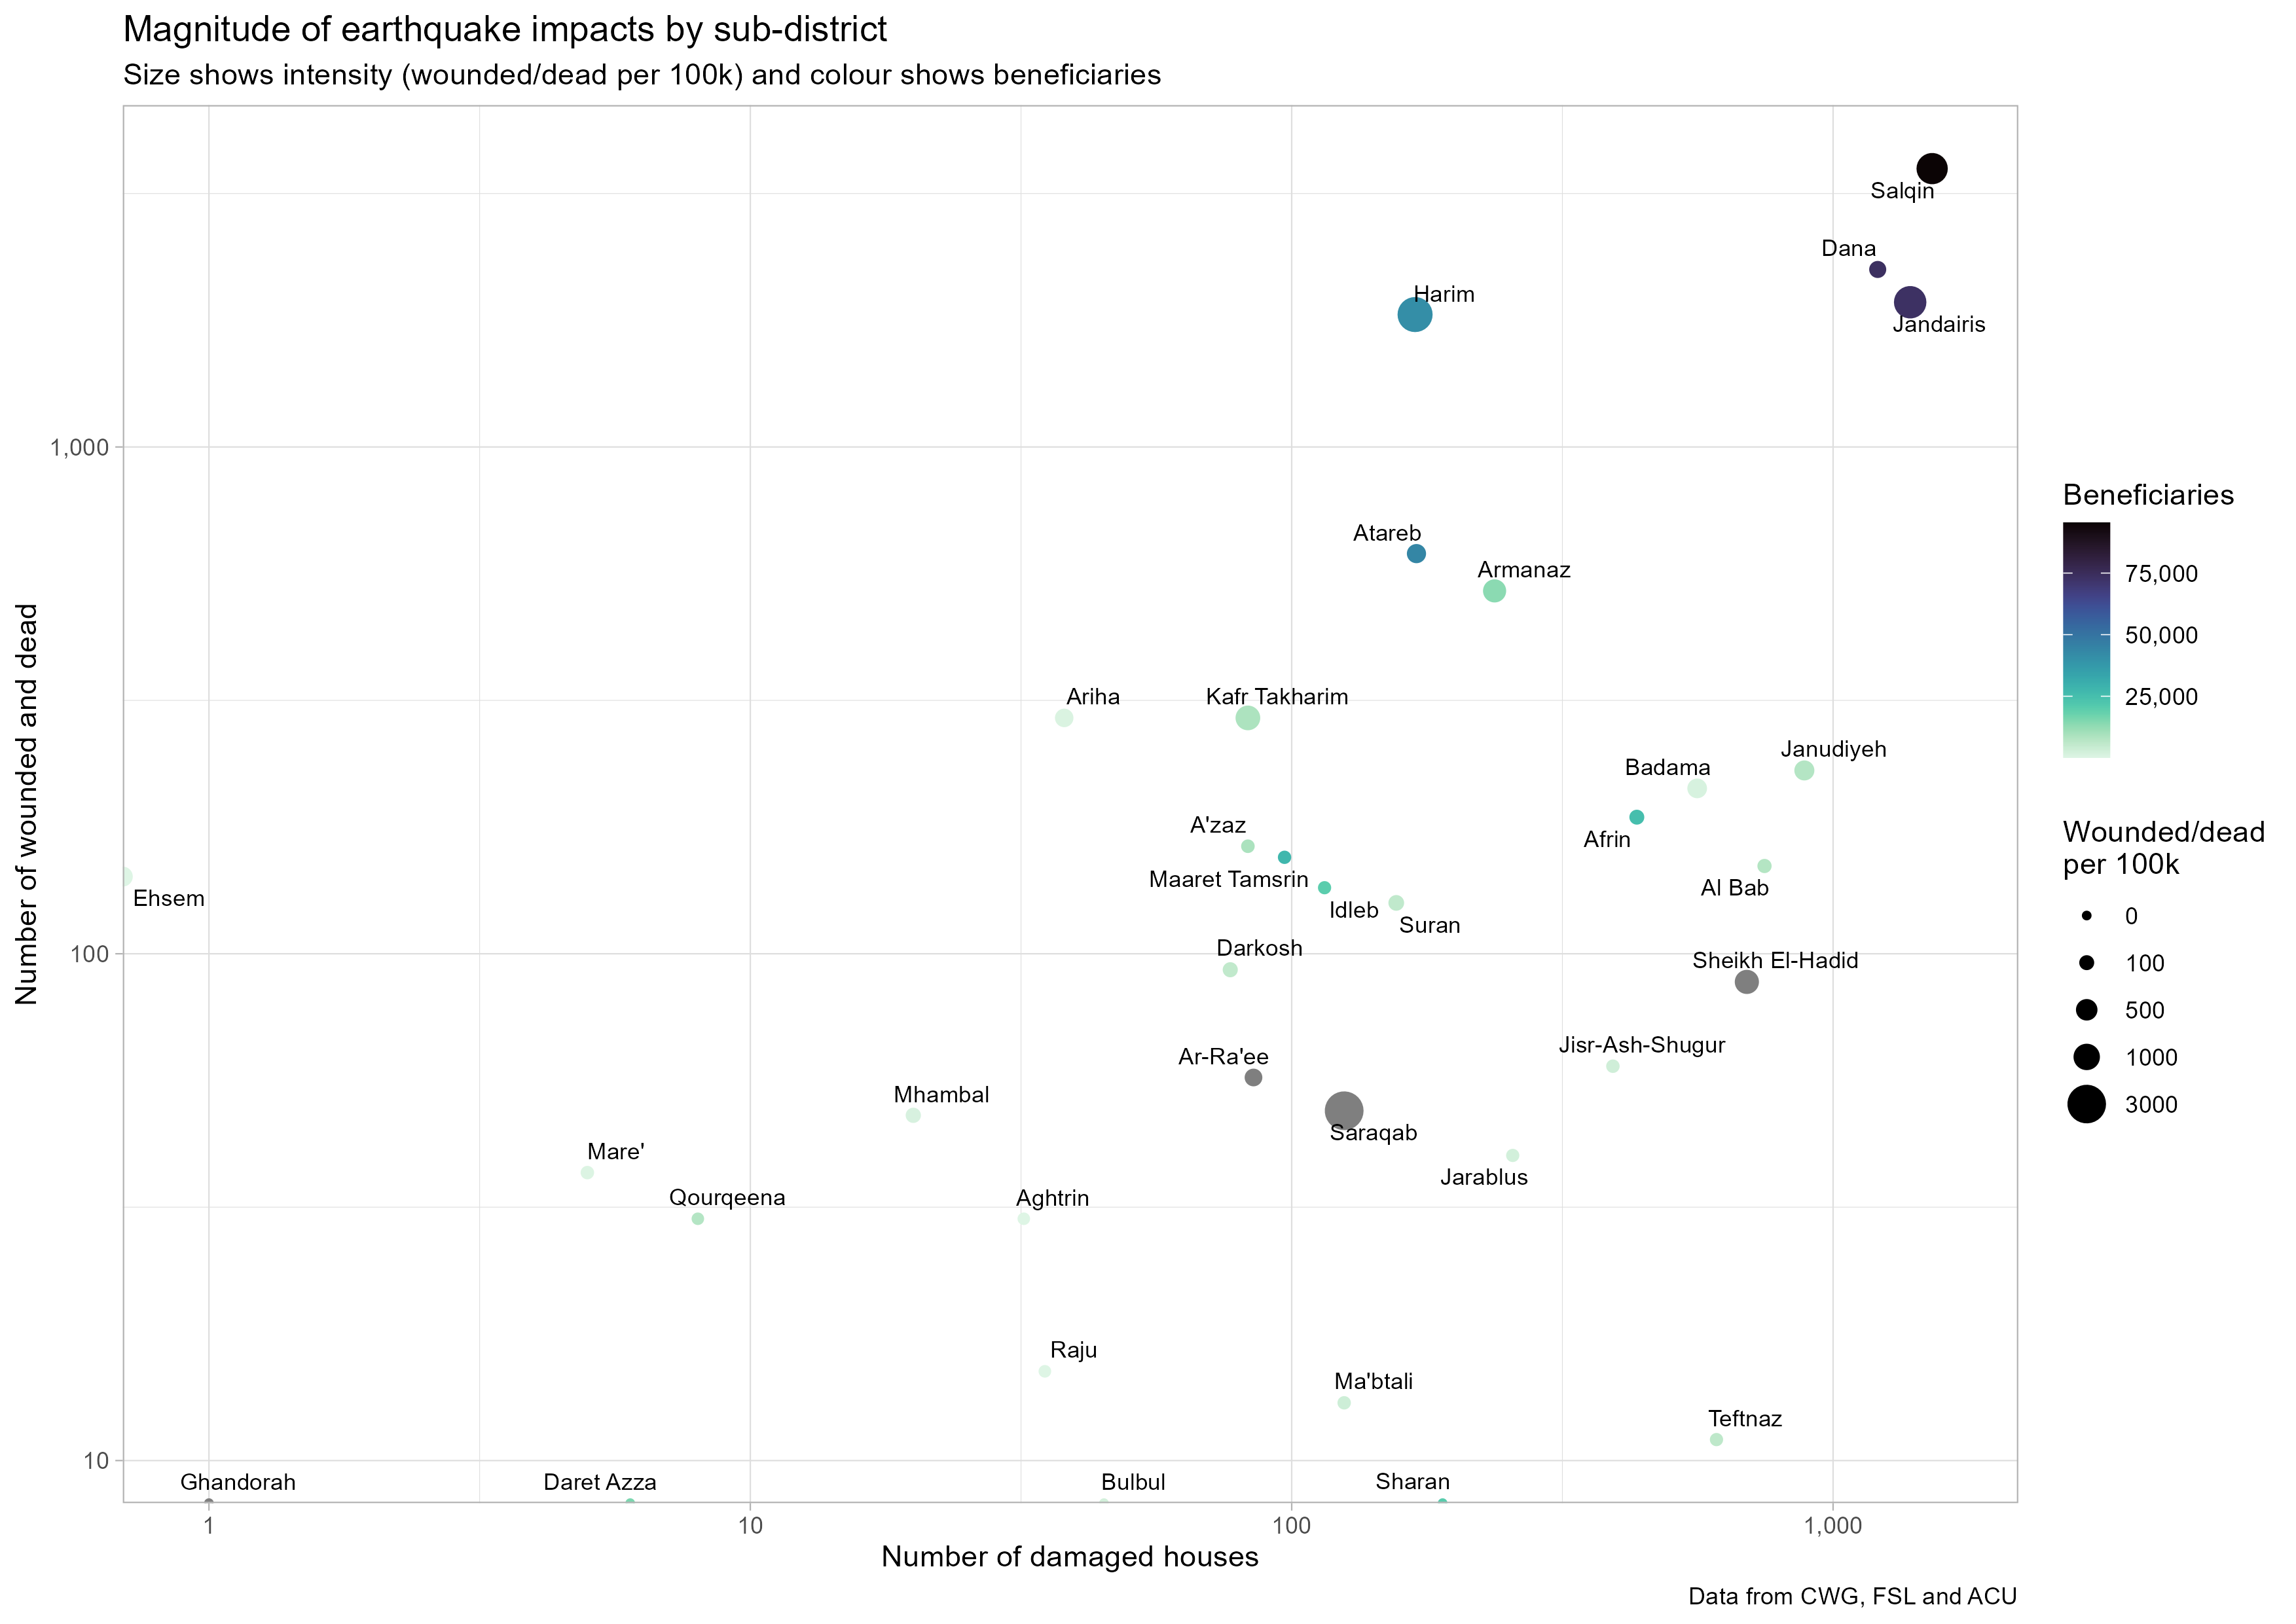 Magnitude of earthquake impacts by sub-district
Size shows intensity (wounded/dead per 100k) and colour shows beneficiaries
Salqin
Dana
Harim
Jandairis
1,000
Atareb
Armanaz
Ariha
Kafr Takharim
Janudiyeh
Badama
A'zaz
Afrin
Maaret Tamsrin
Al Bab
Ehsem
Idleb
Suran
Darkosh
100
Sheikh El-Hadid
Jisr-Ash-Shugur
Ar-Ra'ee
Mhambal
Saraqab
Mare'
Jarablus
Qourqeena
Aghtrin
Raju
Ma'btali
Teftnaz
10
Ghandorah
Daret Azza
Bulbul
Sharan
1
10
100
1,000
Number of damaged houses
Number of wounded and dead
Beneficiaries
75,000
50,000
25,000
Wounded/dead
per 100k
0
100
500
1000
3000
Data from CWG, FSL and ACU